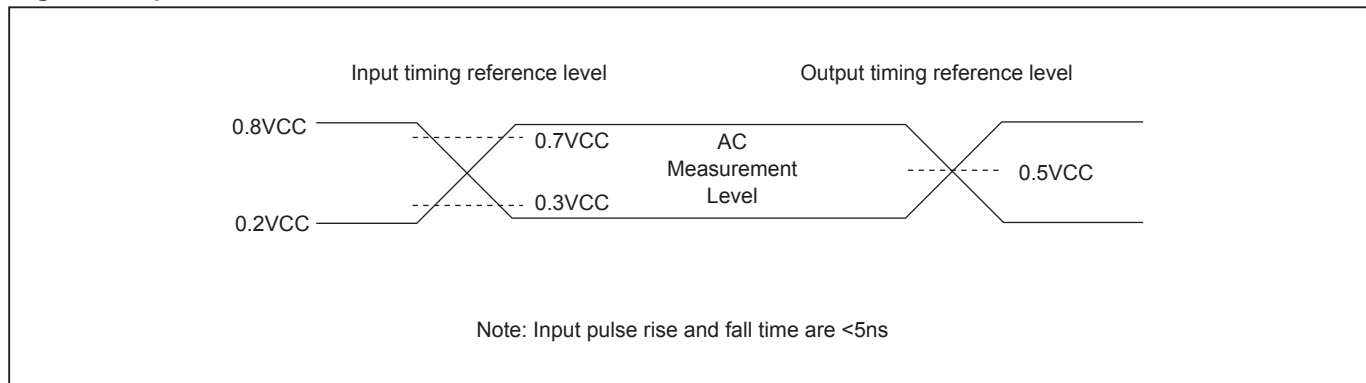 Input timing reference level
Output timing reference level
0.8VCC
0.7VCC
AC
Measurement
Level
0.5VCC
0.3VCC
0.2VCC
Note: Input pulse rise and fall time are <5ns